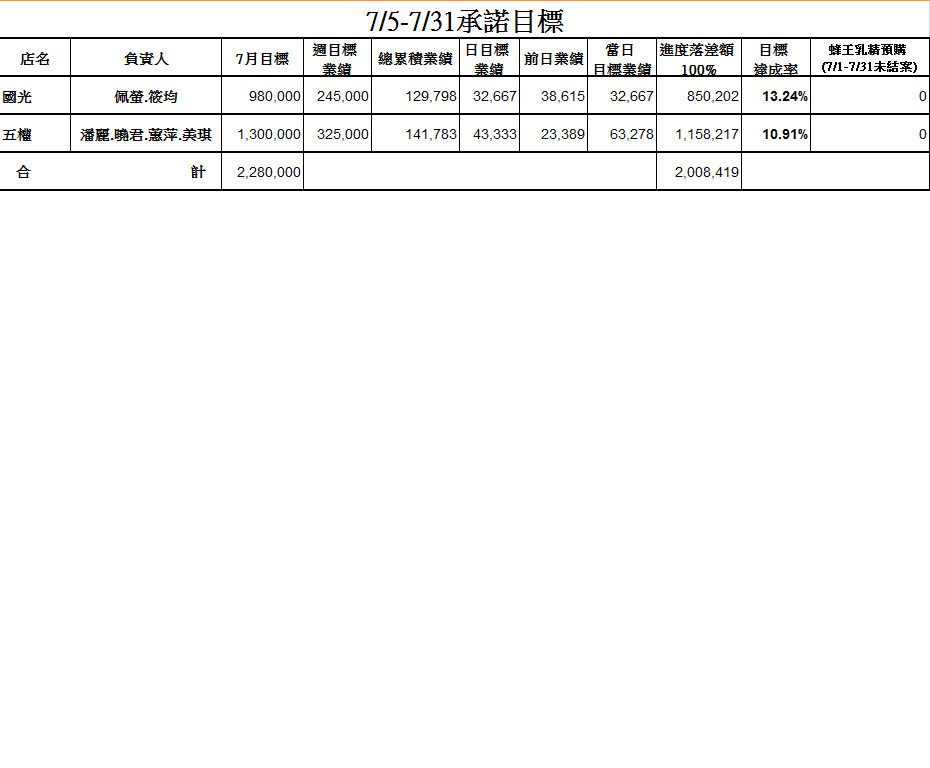 7/5-7/31承諾目標
店名 負責人 7月目標 週目標業績 總累積業績 日目標業績 前日業績 當日目標業績 進度落差額100% 目標達成率 蜂王乳精預購(7/1-7/31未結案)
國光 佩螢.筱均 980,000 245,000 129,798 32,667 38,615 32,667 850,202 13.24% 0
五權 潘麗.曉君.蕙萍.美琪 1,300,000 325,000 141,783 43,333 23,389 63,278 1,158,217 10.91% 0
合 計 2,280,000 2,008,419